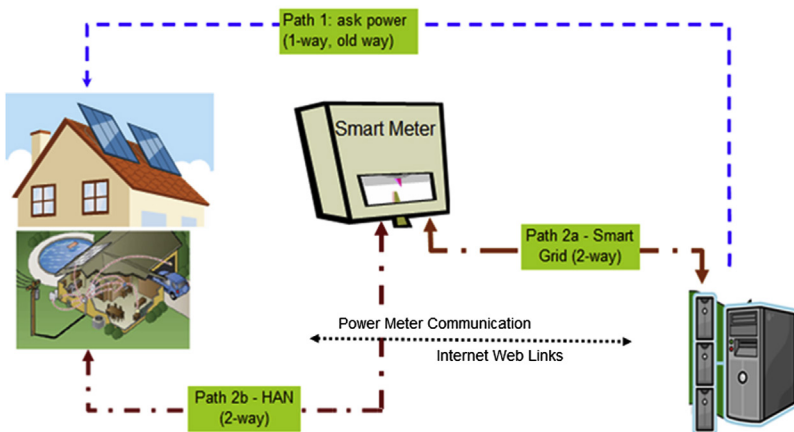 Path 1: ask power
(1-way, old way)
Smart Meter
Path 2a - Smart
Grid (2-way)
Power Meter Communication
Internet Web Links
Path 2b - HAN
(2-way)